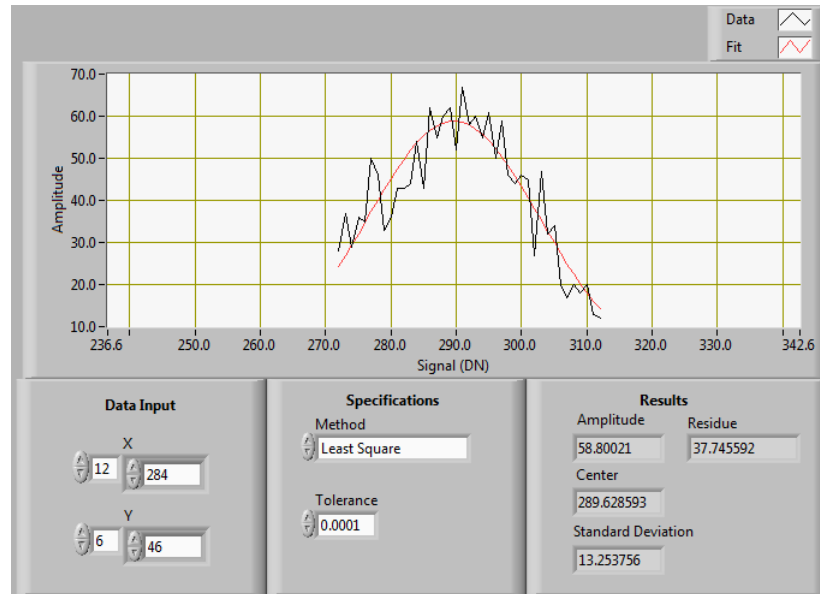 Data
Fit
70.0
60.0
50.0
40.0
30.0
20.0
10.0
Amplitude
236.6 250.0 260.0 270.0 280.0 290.0 300.0 310.0 320.0 330.0 342.6
Signal (DN)
Data Input
X
12 284
Y
6 46
Specifications
Method
Least Square
Tolerance
0.0001
Results
Amplitude Residue
58.80021 37.745592
Center
289.628593
Standard Deviation
13.253756